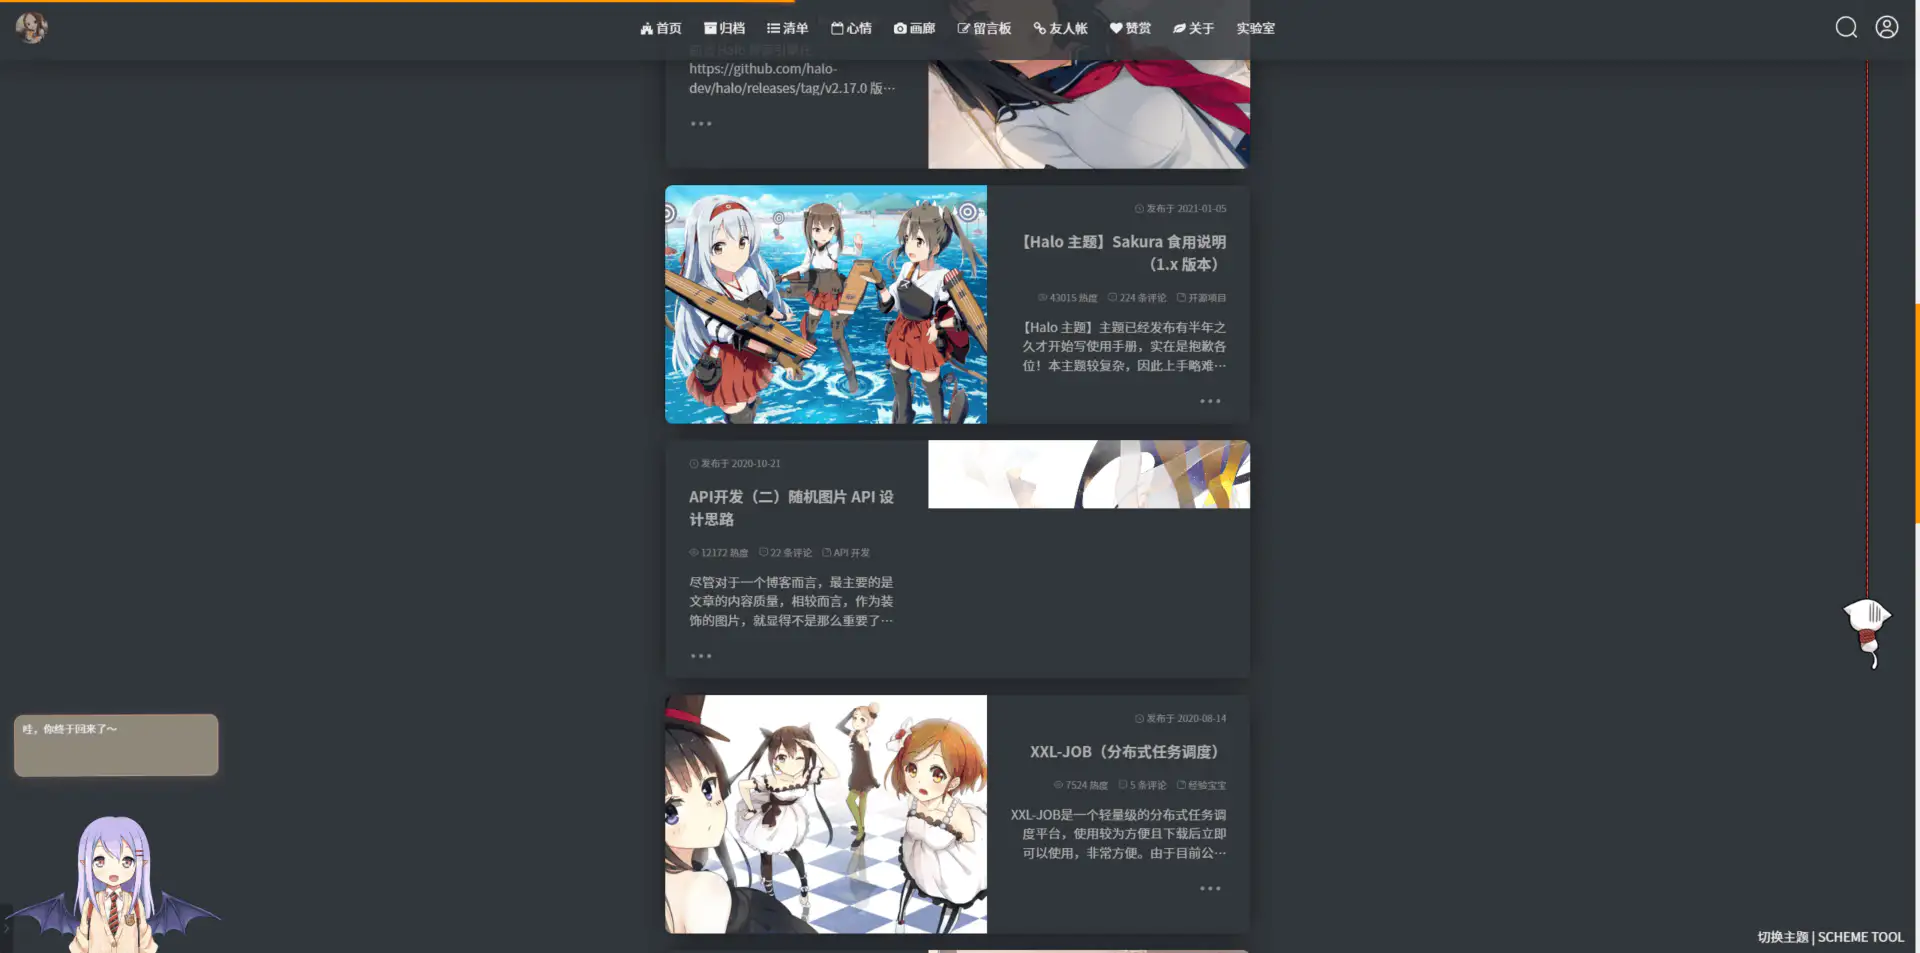 首页 归档 清单 心情 画廊 留言板 友人帐 赞赏 关于 实验室
https://github.com/halo-
dev/halo/releases/tag/v2.17.0 版…
发布于 2021-01-05
【Halo 主题】Sakura 食用说明
（1.x 版本）
43015 热度 224 条评论 开源项目
【Halo 主题】主题已经发布有半年之
久才开始写使用手册，实在是抱歉各
位！本主题较复杂，因此上手略难…
发布于 2020-10-21
API开发（二）随机图片 API 设
计思路
12172 热度 22 条评论 API 开发
尽管对于一个博客而言，最主要的是
文章的内容质量，相较而言，作为装
饰的图片，就显得不是那么重要了…
发布于 2020-08-14
XXL-JOB（分布式任务调度）
7524 热度 5 条评论 经验宝宝
XXL-JOB是一个轻量级的分布式任务调
度平台，使用较为方便且下载后立即
可以使用，非常方便。由于目前公…
哇，你终于回来了～
切换主题 | SCHEME TOOL